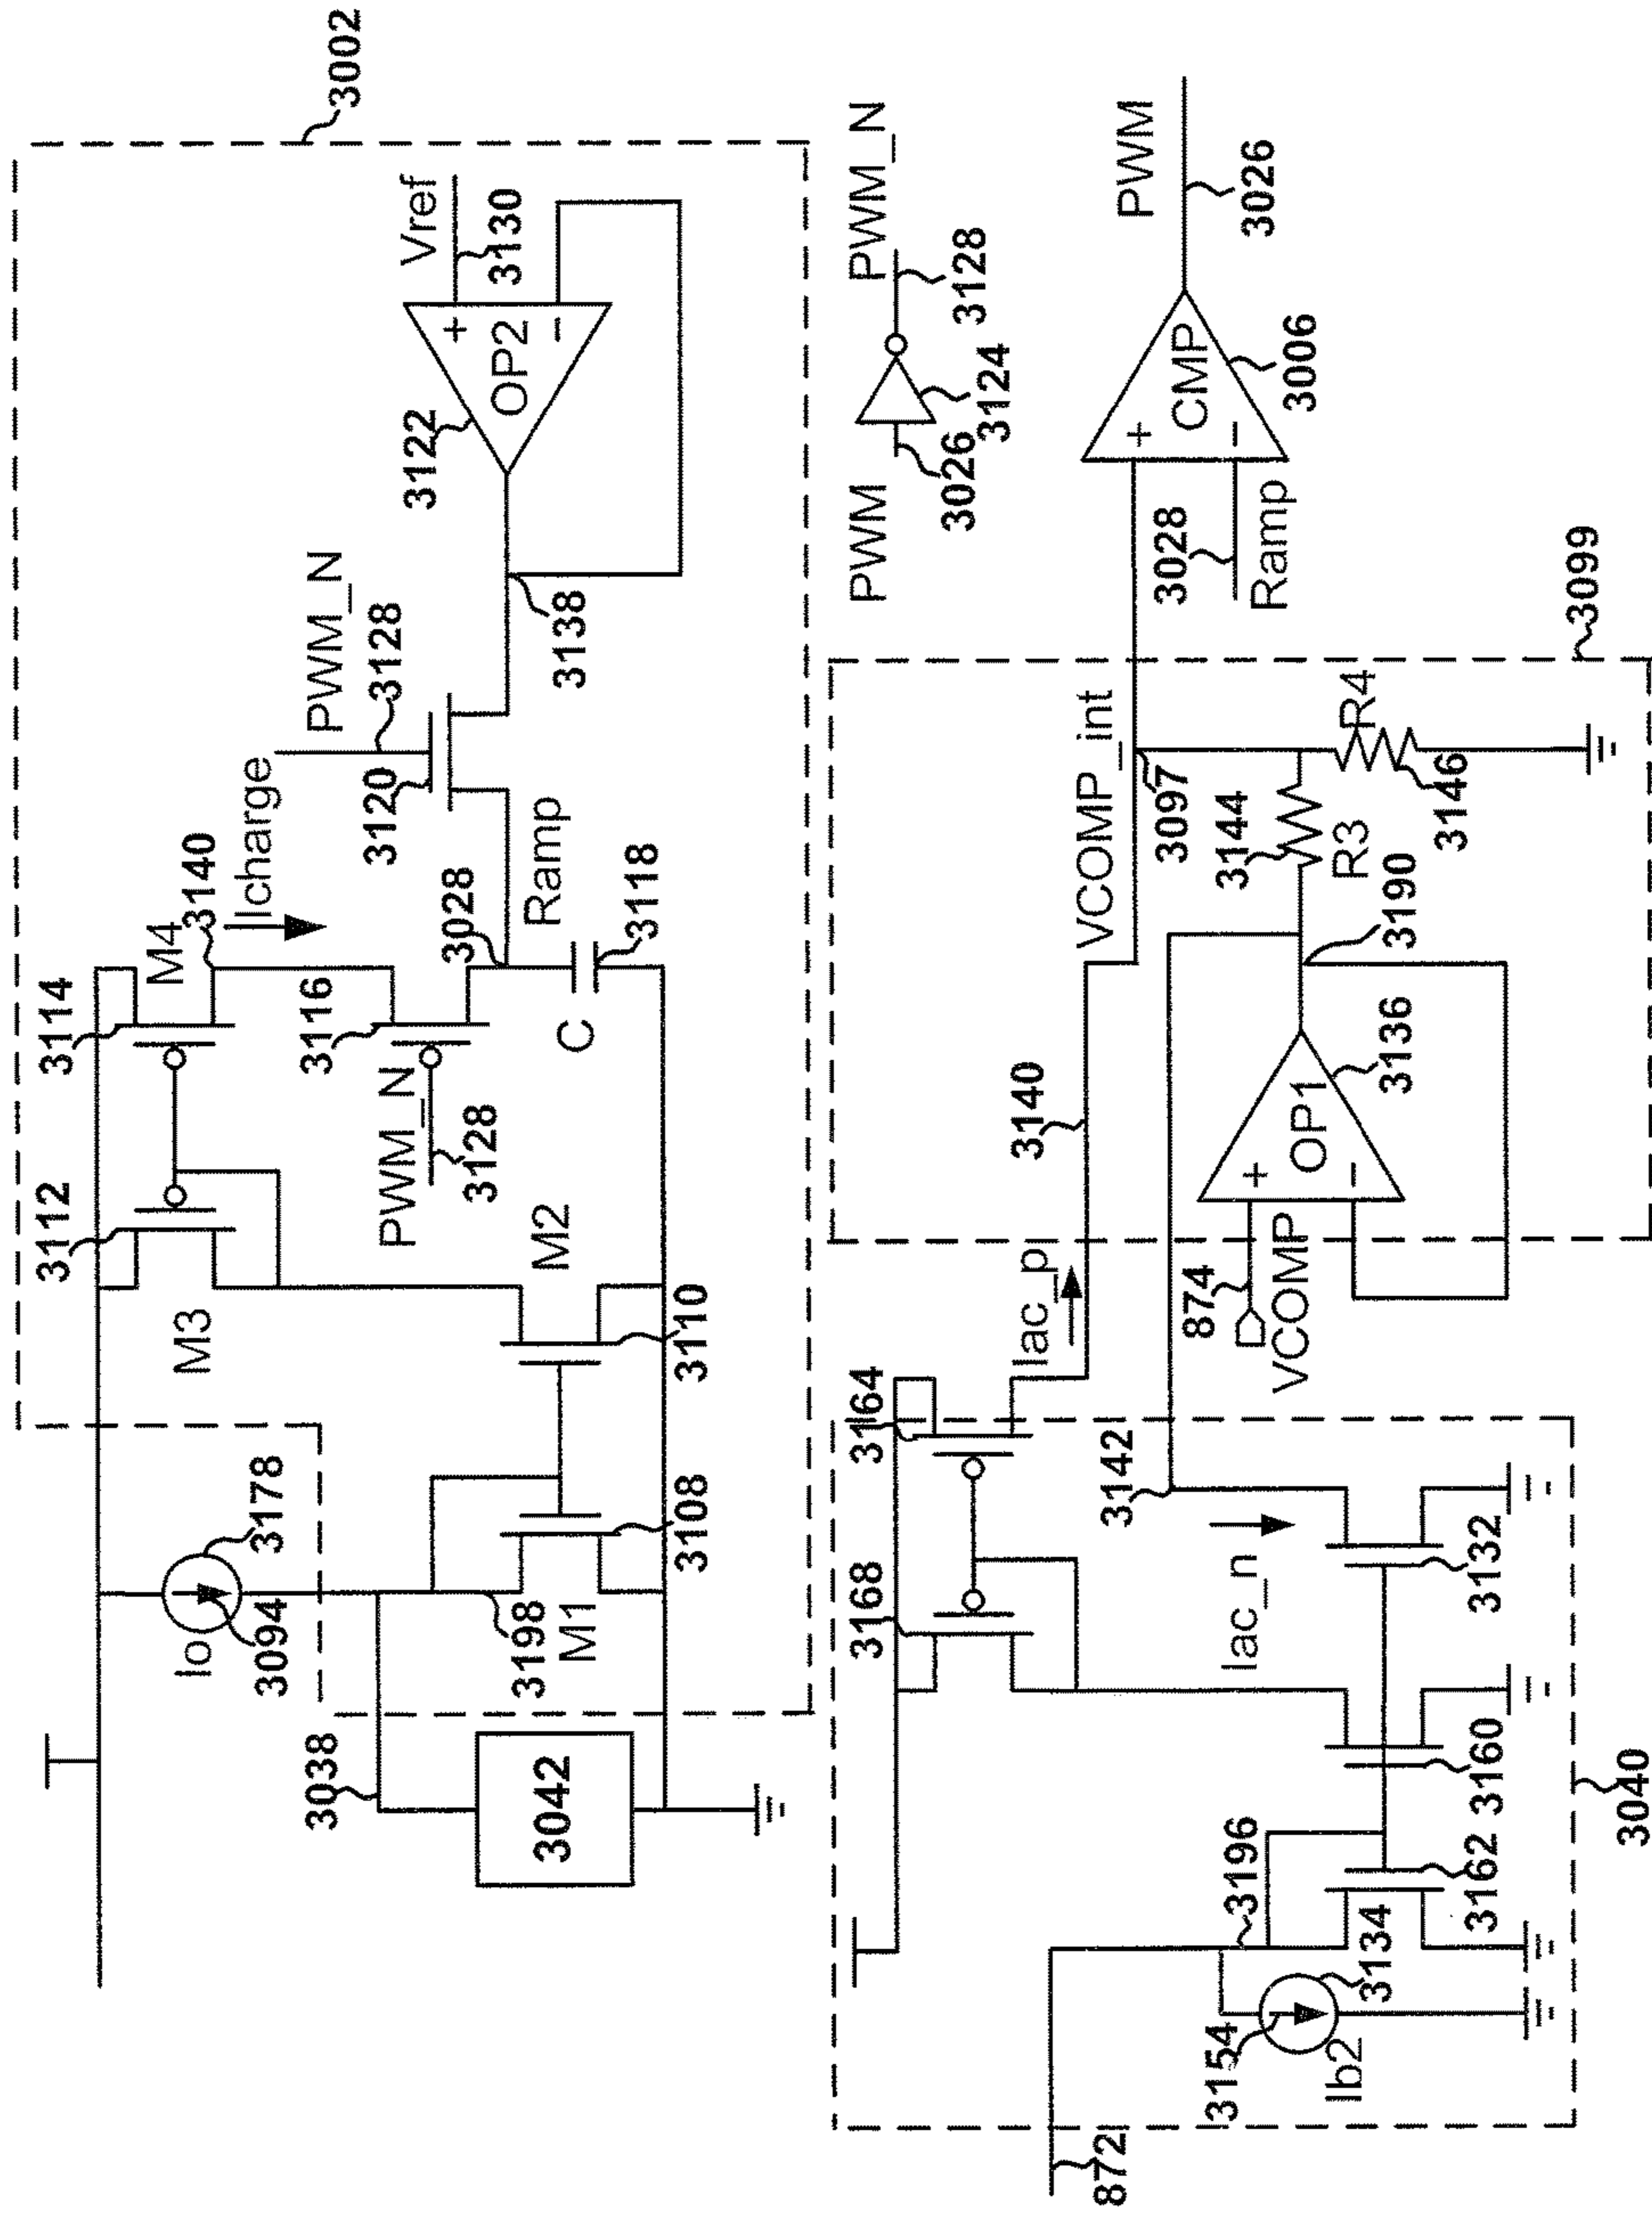 3002
3114
M4
3140
Icharge
PWM_N
3128
3120
Vref
3130
3122
+
OP2
-
3138
3112
M3
3116
PWM_N
3128
3028
Ramp
C
3118
Io
3094
3178
M2
3110
3198
M1
3108
3038
3042
PWM
3026
3124
PWM_N
3128
3164
3168
Iac_p
3140
VCOMP_int
3097
3028
Ramp
+
CMP
-
3006
PWM
3026
3142
Iac_n
3132
874
VCOMP
+
OP1
-
3136
3190
3144
R3
R4
3146
3099
872
3154
Ib2
3134
3196
3162
3160
3040